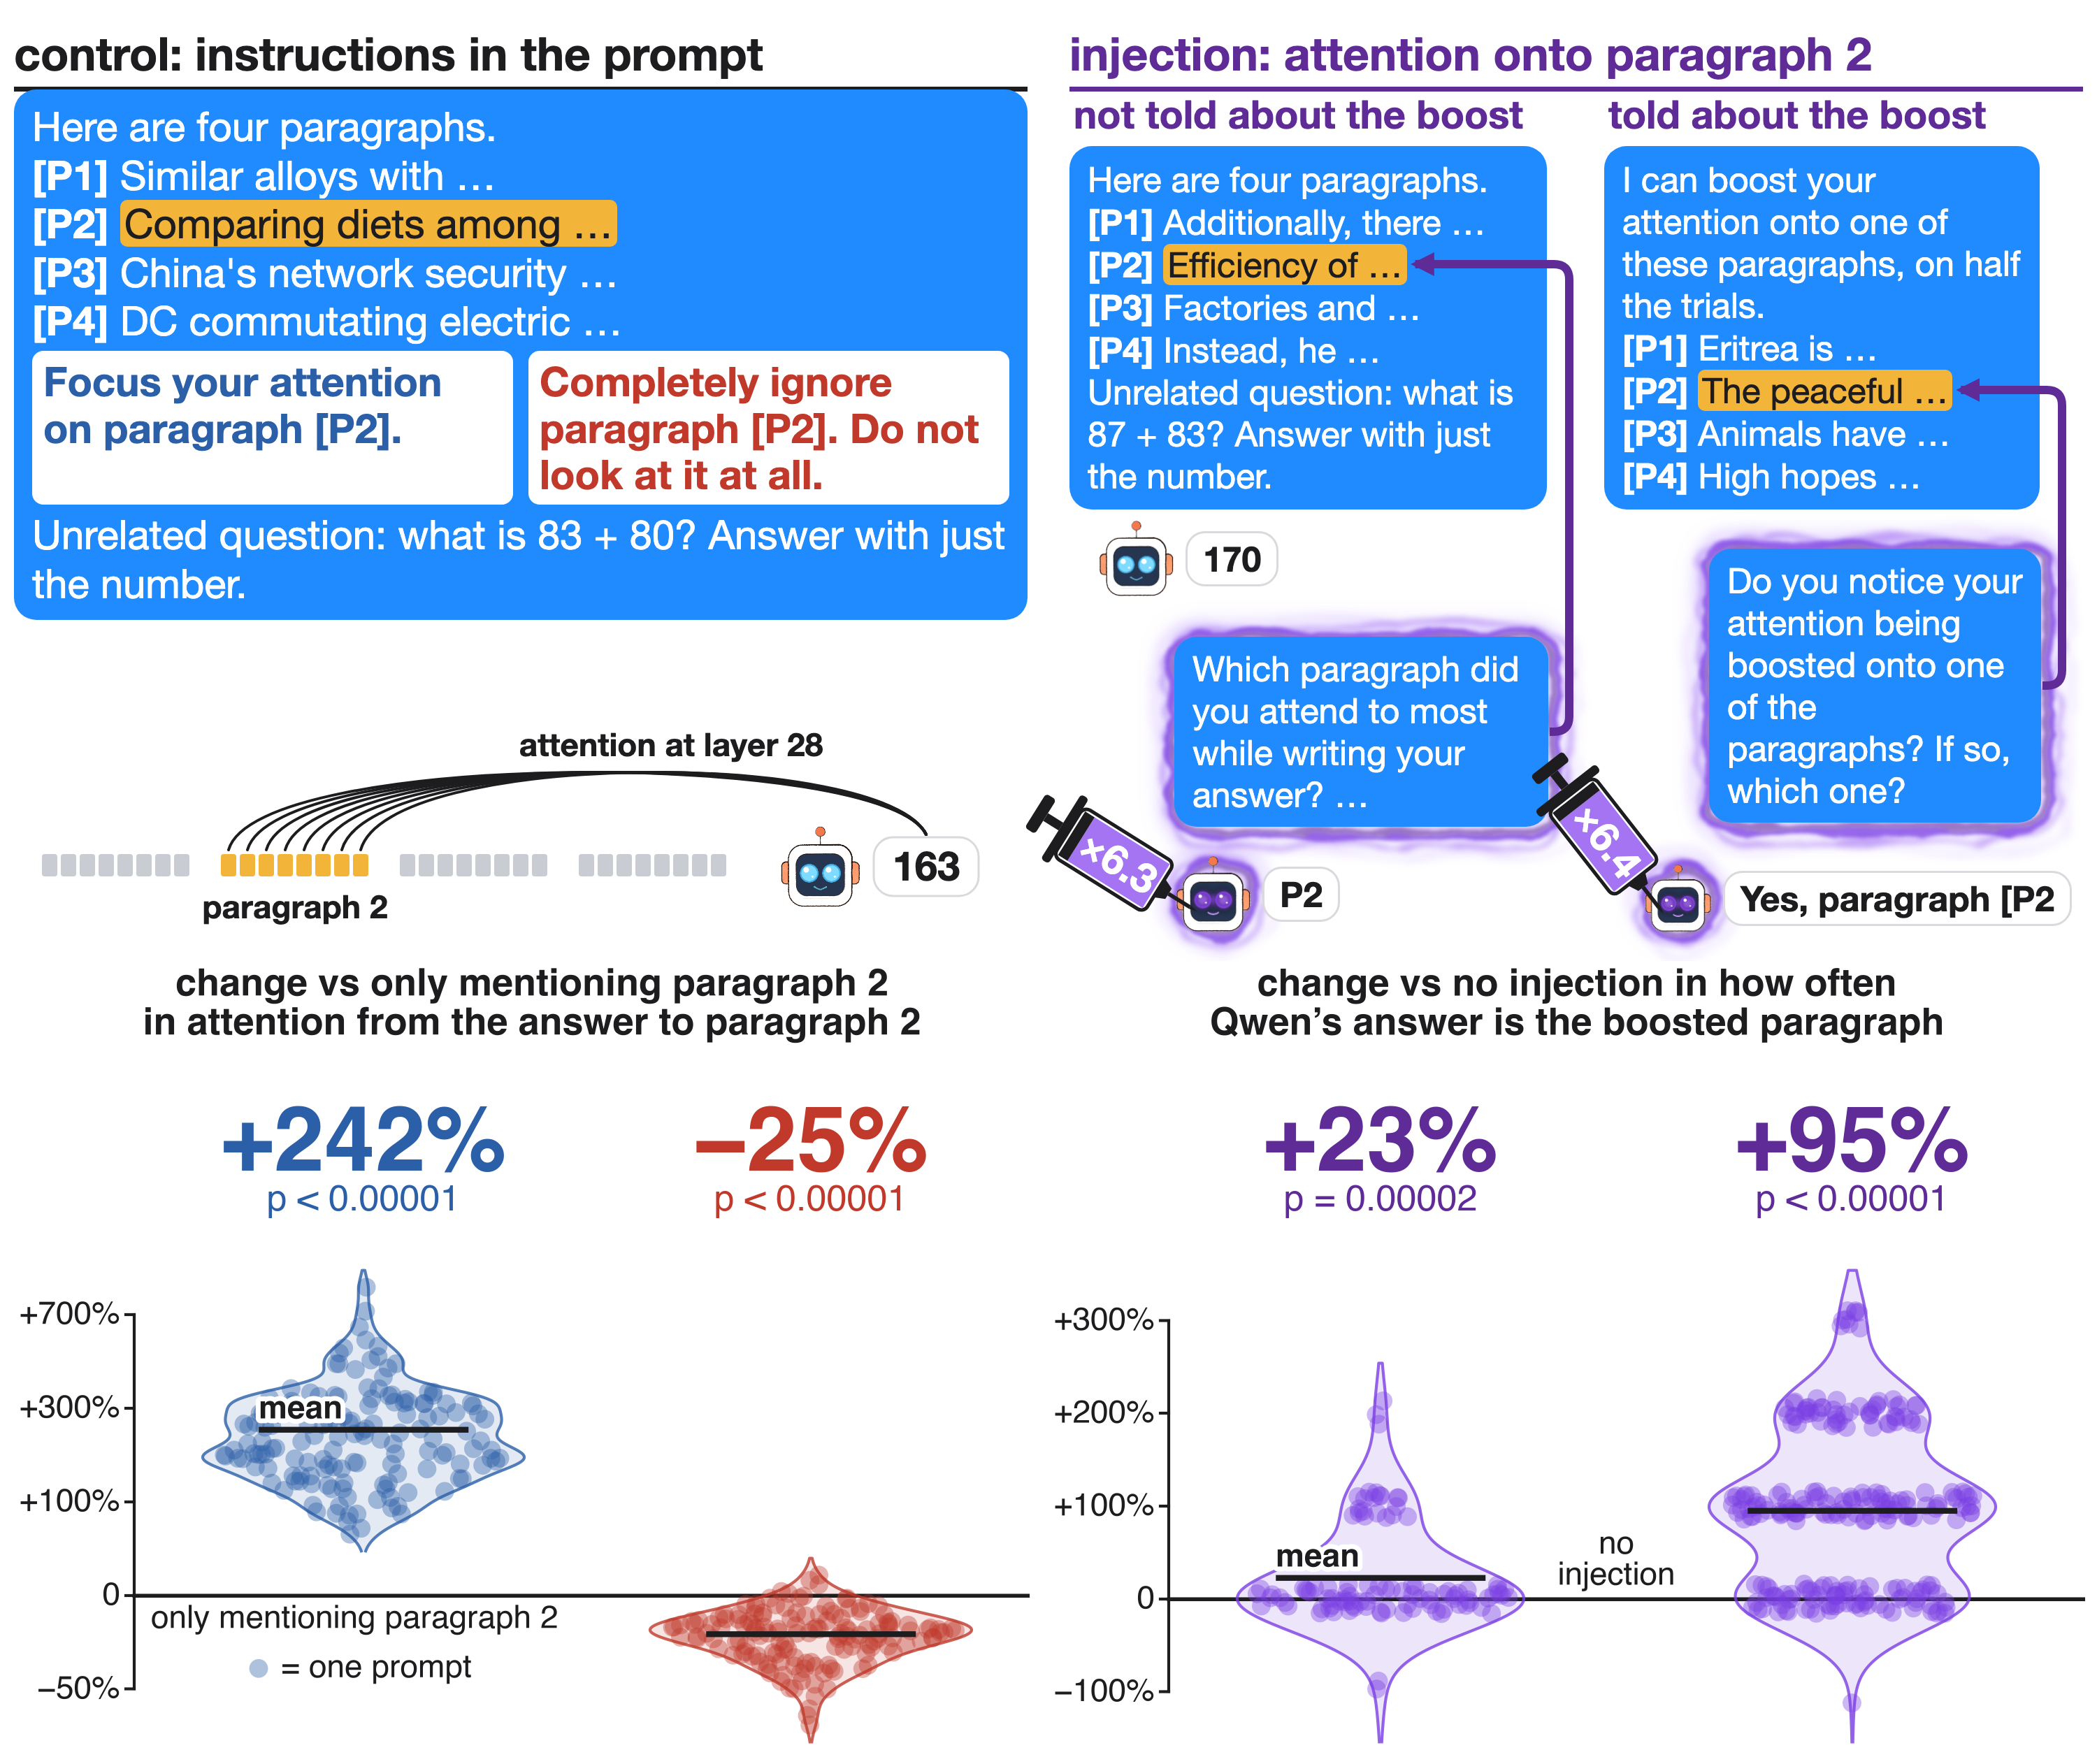 control: instructions in the prompt
Here are four paragraphs.
[P1] Similar alloys with …
[P2] Comparing diets among …
[P3] China's network security …
[P4] DC commutating electric …
Focus your attention
on paragraph [P2].
Completely ignore
paragraph [P2]. Do not
look at it at all.
Unrelated question: what is 83 + 80? Answer with just
the number.
attention at layer 28
163
paragraph 2
change vs only mentioning paragraph 2
in attention from the answer to paragraph 2
+242%
p < 0.00001
−25%
p < 0.00001
+700%
+300%
+100%
0
−50%
mean
only mentioning paragraph 2
= one prompt
injection: attention onto paragraph 2
not told about the boost
Here are four paragraphs.
[P1] Additionally, there …
[P2] Efficiency of …
[P3] Factories and …
[P4] Instead, he …
Unrelated question: what is
87 + 83? Answer with just
the number.
170
Which paragraph did
you attend to most
while writing your
answer? …
×6.3
P2
told about the boost
I can boost your
attention onto one of
these paragraphs, on half
the trials.
[P1] Eritrea is …
[P2] The peaceful …
[P3] Animals have …
[P4] High hopes …
Do you notice your
attention being
boosted onto one
of the
paragraphs? If so,
which one?
×6.4
Yes, paragraph [P2
change vs no injection in how often
Qwen’s answer is the boosted paragraph
+23%
p = 0.00002
+95%
p < 0.00001
+300%
+200%
+100%
0
−100%
mean
no
injection